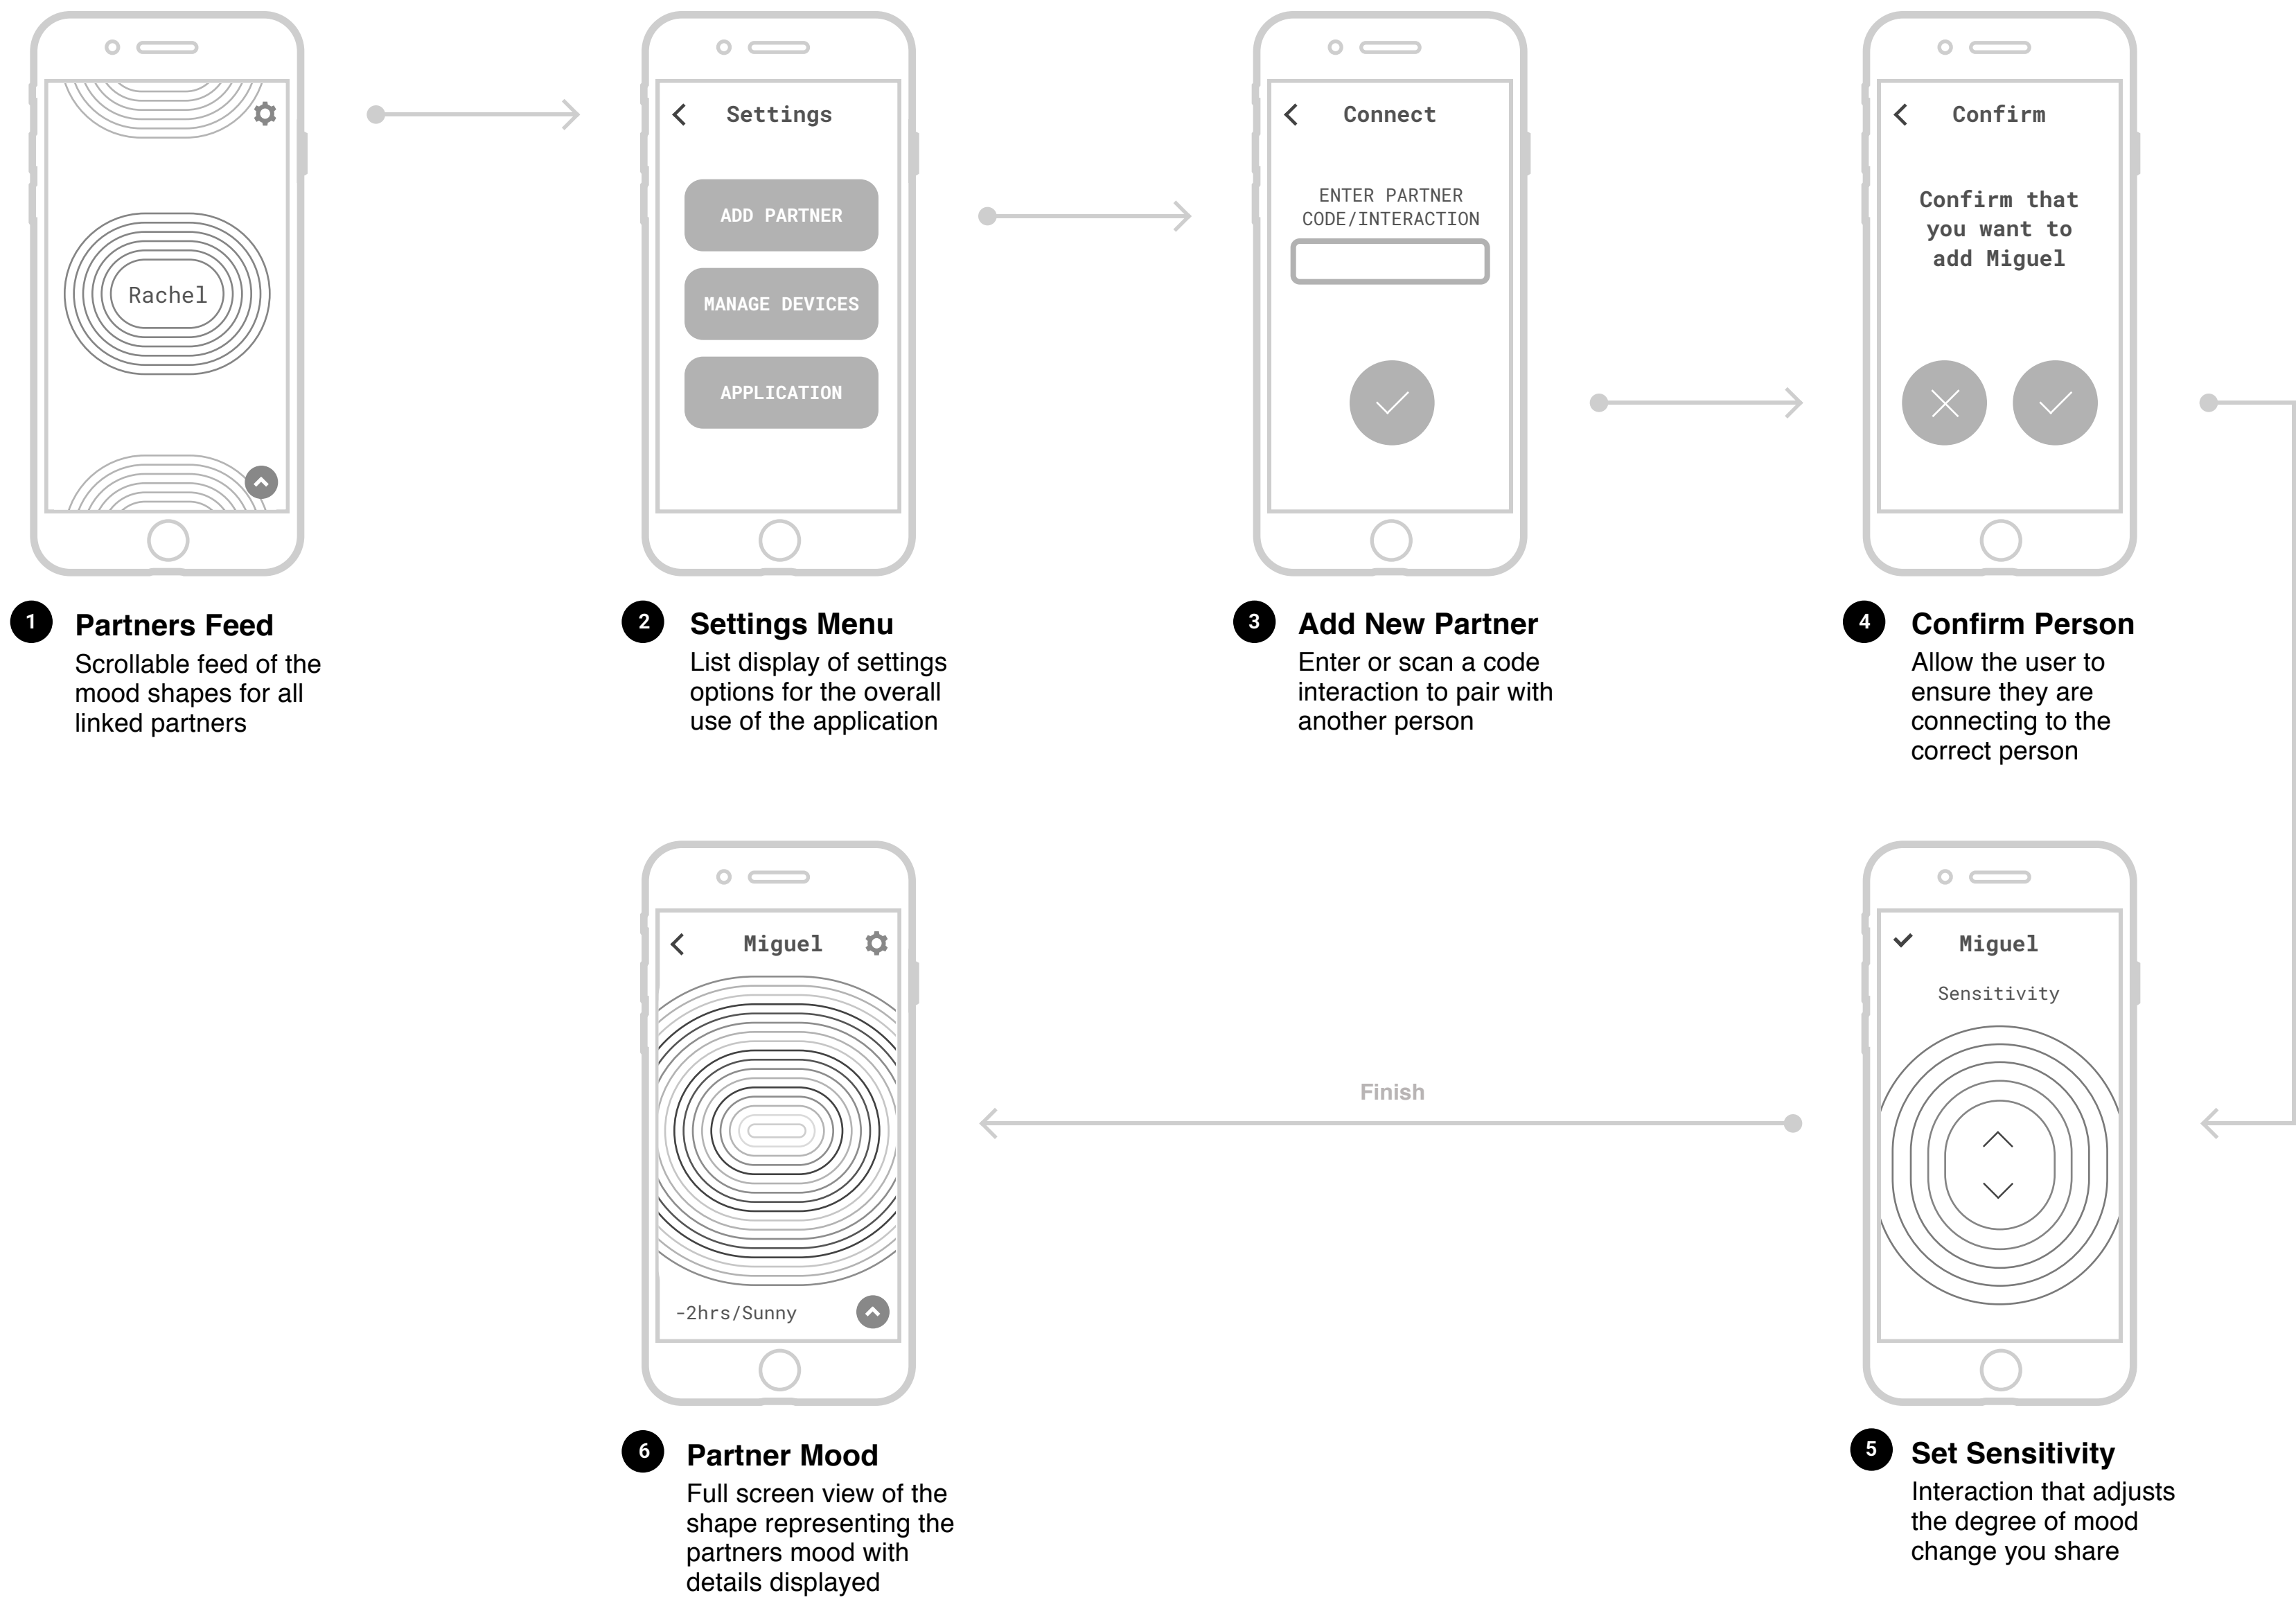 Rachel
1
Partners Feed
Scrollable feed of the
mood shapes for all
linked partners
Settings
ADD PARTNER
MANAGE DEVICES
APPLICATION
2
Settings Menu
List display of settings
options for the overall
use of the application
Connect
ENTER PARTNER
CODE/INTERACTION
3
Add New Partner
Enter or scan a code
interaction to pair with
another person
Confirm
Confirm that
you want to
add Miguel
4
Confirm Person
Allow the user to
ensure they are
connecting to the
correct person
Miguel
Sensitivity
5
Set Sensitivity
Interaction that adjusts
the degree of mood
change you share
Finish
Miguel
-2hrs/Sunny
6
Partner Mood
Full screen view of the
shape representing the
partners mood with
details displayed